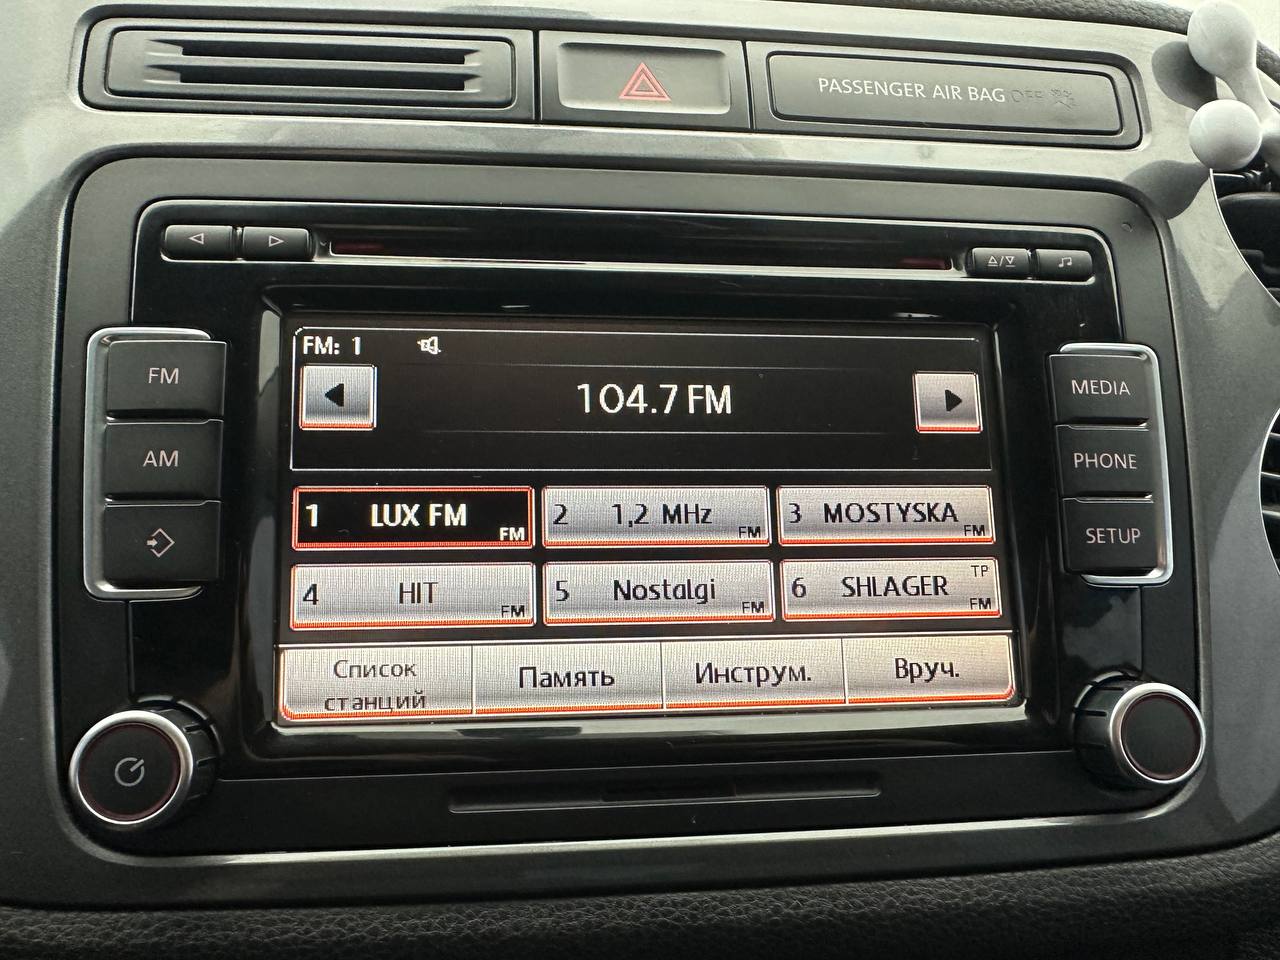 PASSENGER AIR BAG OFF
FM: 1
FM
104.7 FM
MEDIA
AM
PHONE
1 LUX FM FM
2 1,2 MHz FM
3 MOSTYSKA FM
SETUP
4 HIT FM
5 Nostalgi FM
6 SHLAGER TP FM
Список
станций
Память
Инструм.
Вруч.